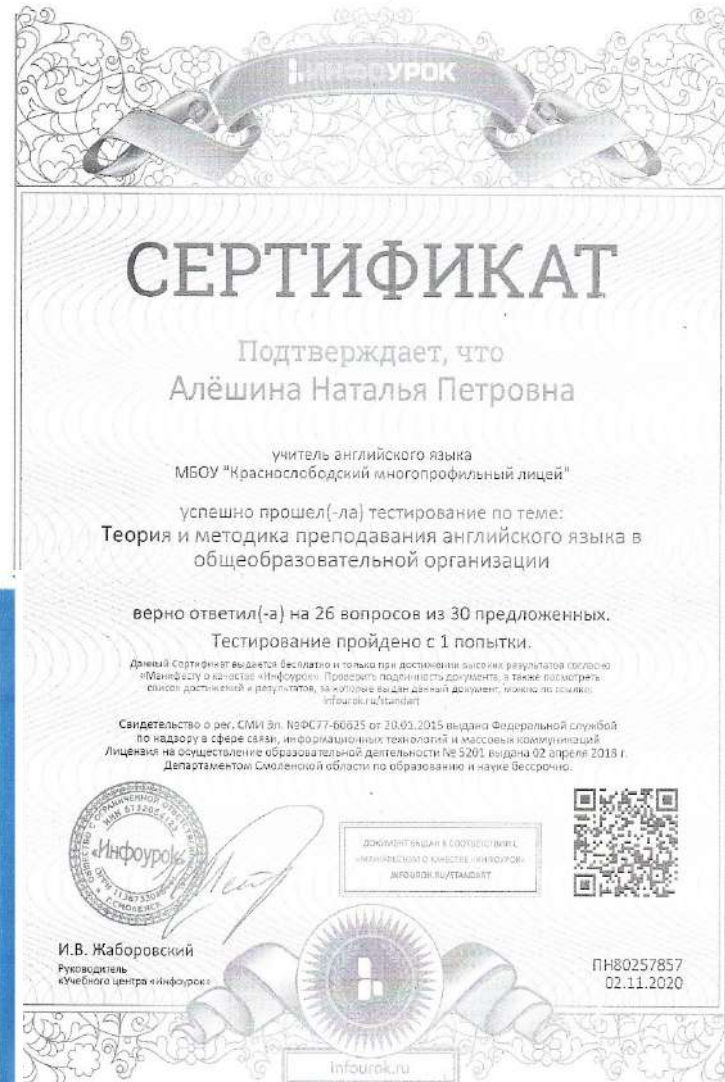 ИНФОУРОК
СЕРТИФИКАТ
Подтверждает, что
Алёшина Наталья Петровна
учитель английского языка
МБОУ "Краснослободский многопрофильный лицей"
успешно прошел(-ла) тестирование по теме:
Теория и методика преподавания английского языка в
общеобразовательной организации
верно ответил(-а) на 26 вопросов из 30 предложенных.
Тестирование пройдено с 1 попытки.
Данный Сертификат выдается бесплатно и только при достижении высоких результатов согласно
«Манифесту о качестве «Инфоурок». Проверить подлинность документа, а также посмотреть
список достижений и результатов, за которые выдан данный документ, можно по ссылке:
infourok.ru/standart
Свидетельство о рег. СМИ Эл. №ФС77-60625 от 20.01.2015 выдано Федеральной службой
по надзору в сфере связи, информационных технологий и массовых коммуникаций
Лицензия на осуществление образовательной деятельности № 5201 выдана 02 апреля 2018 г.
Департаментом Смоленской области по образованию и науке бессрочно.
ОБЩЕСТВО С ОГРАНИЧЕННОЙ
«Инфоурок»
г. СМОЛЕНСК
ДОКУМЕНТ ВЫДАН В СООТВЕТСТВИИ С
«МАНИФЕСТОМ О КАЧЕСТВЕ «ИНФОУРОК»
INFOUROK.RU/STANDART
И.В. Жаборовский
Руководитель
«Учебного центра «Инфоурок»
ПН80257857
02.11.2020
infourok.ru